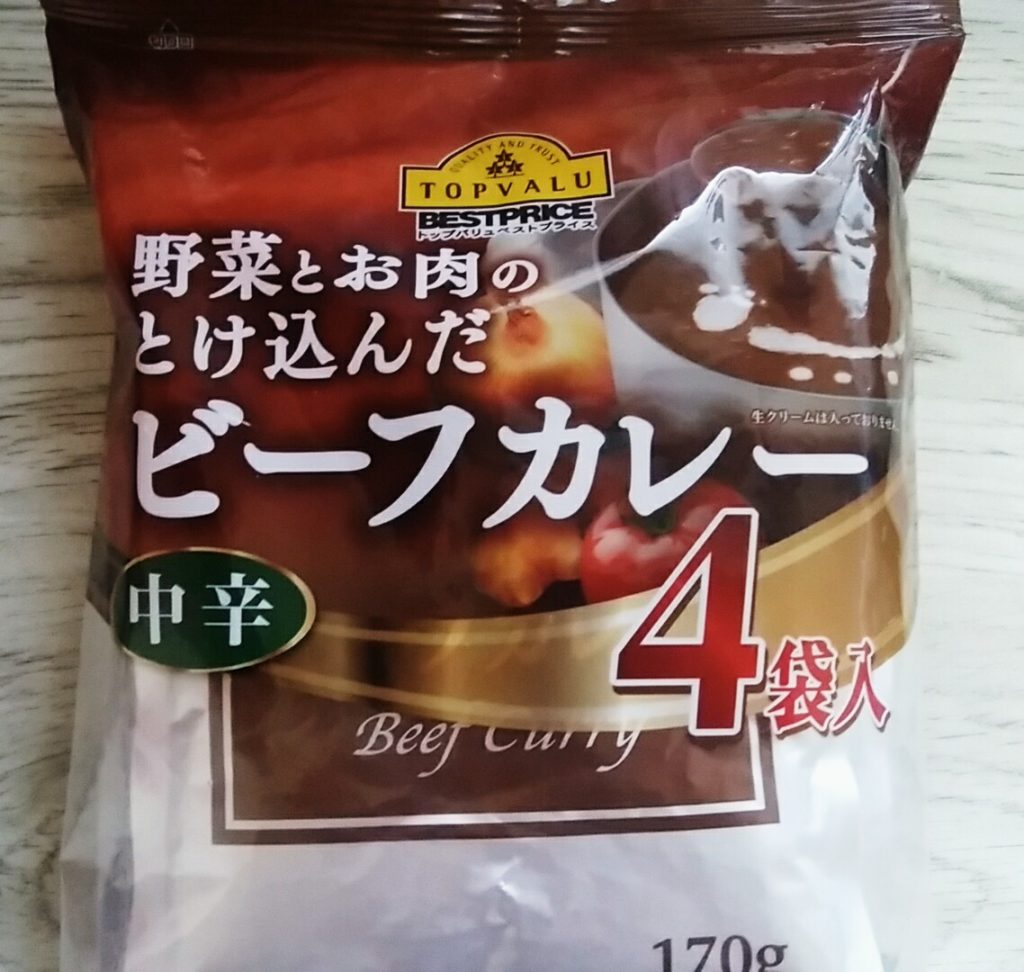 QUALITY AND TRUST
TOPVALU
BESTPRICE
トップバリュベストプライス
野菜とお肉の
とけ込んだ
ビーフカレー
生クリームは入っておりません
中辛
4袋入
Beef Curry
170g